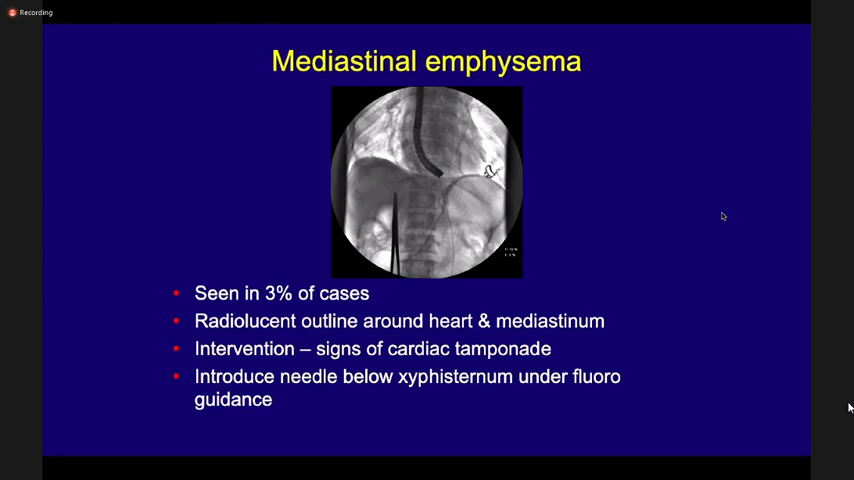 Recording
Mediastinal emphysema
Seen in 3% of cases
Radiolucent outline around heart & mediastinum
Intervention – signs of cardiac tamponade
Introduce needle below xyphisternum under fluoro
guidance